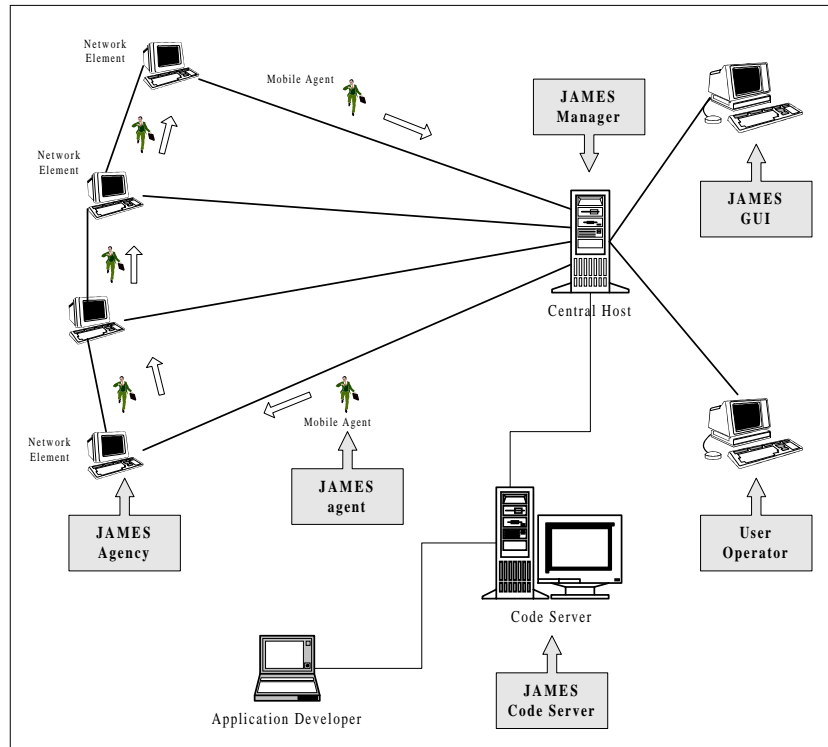 Network
Element
Mobile Agent
JAMES
Manager
Network
Element
JAMES
GUI
Central Host
Mobile Agent
Network
Element
JAMES
agent
JAMES
Agency
User
Operator
Code Server
Application Developer
JAMES
Code Server